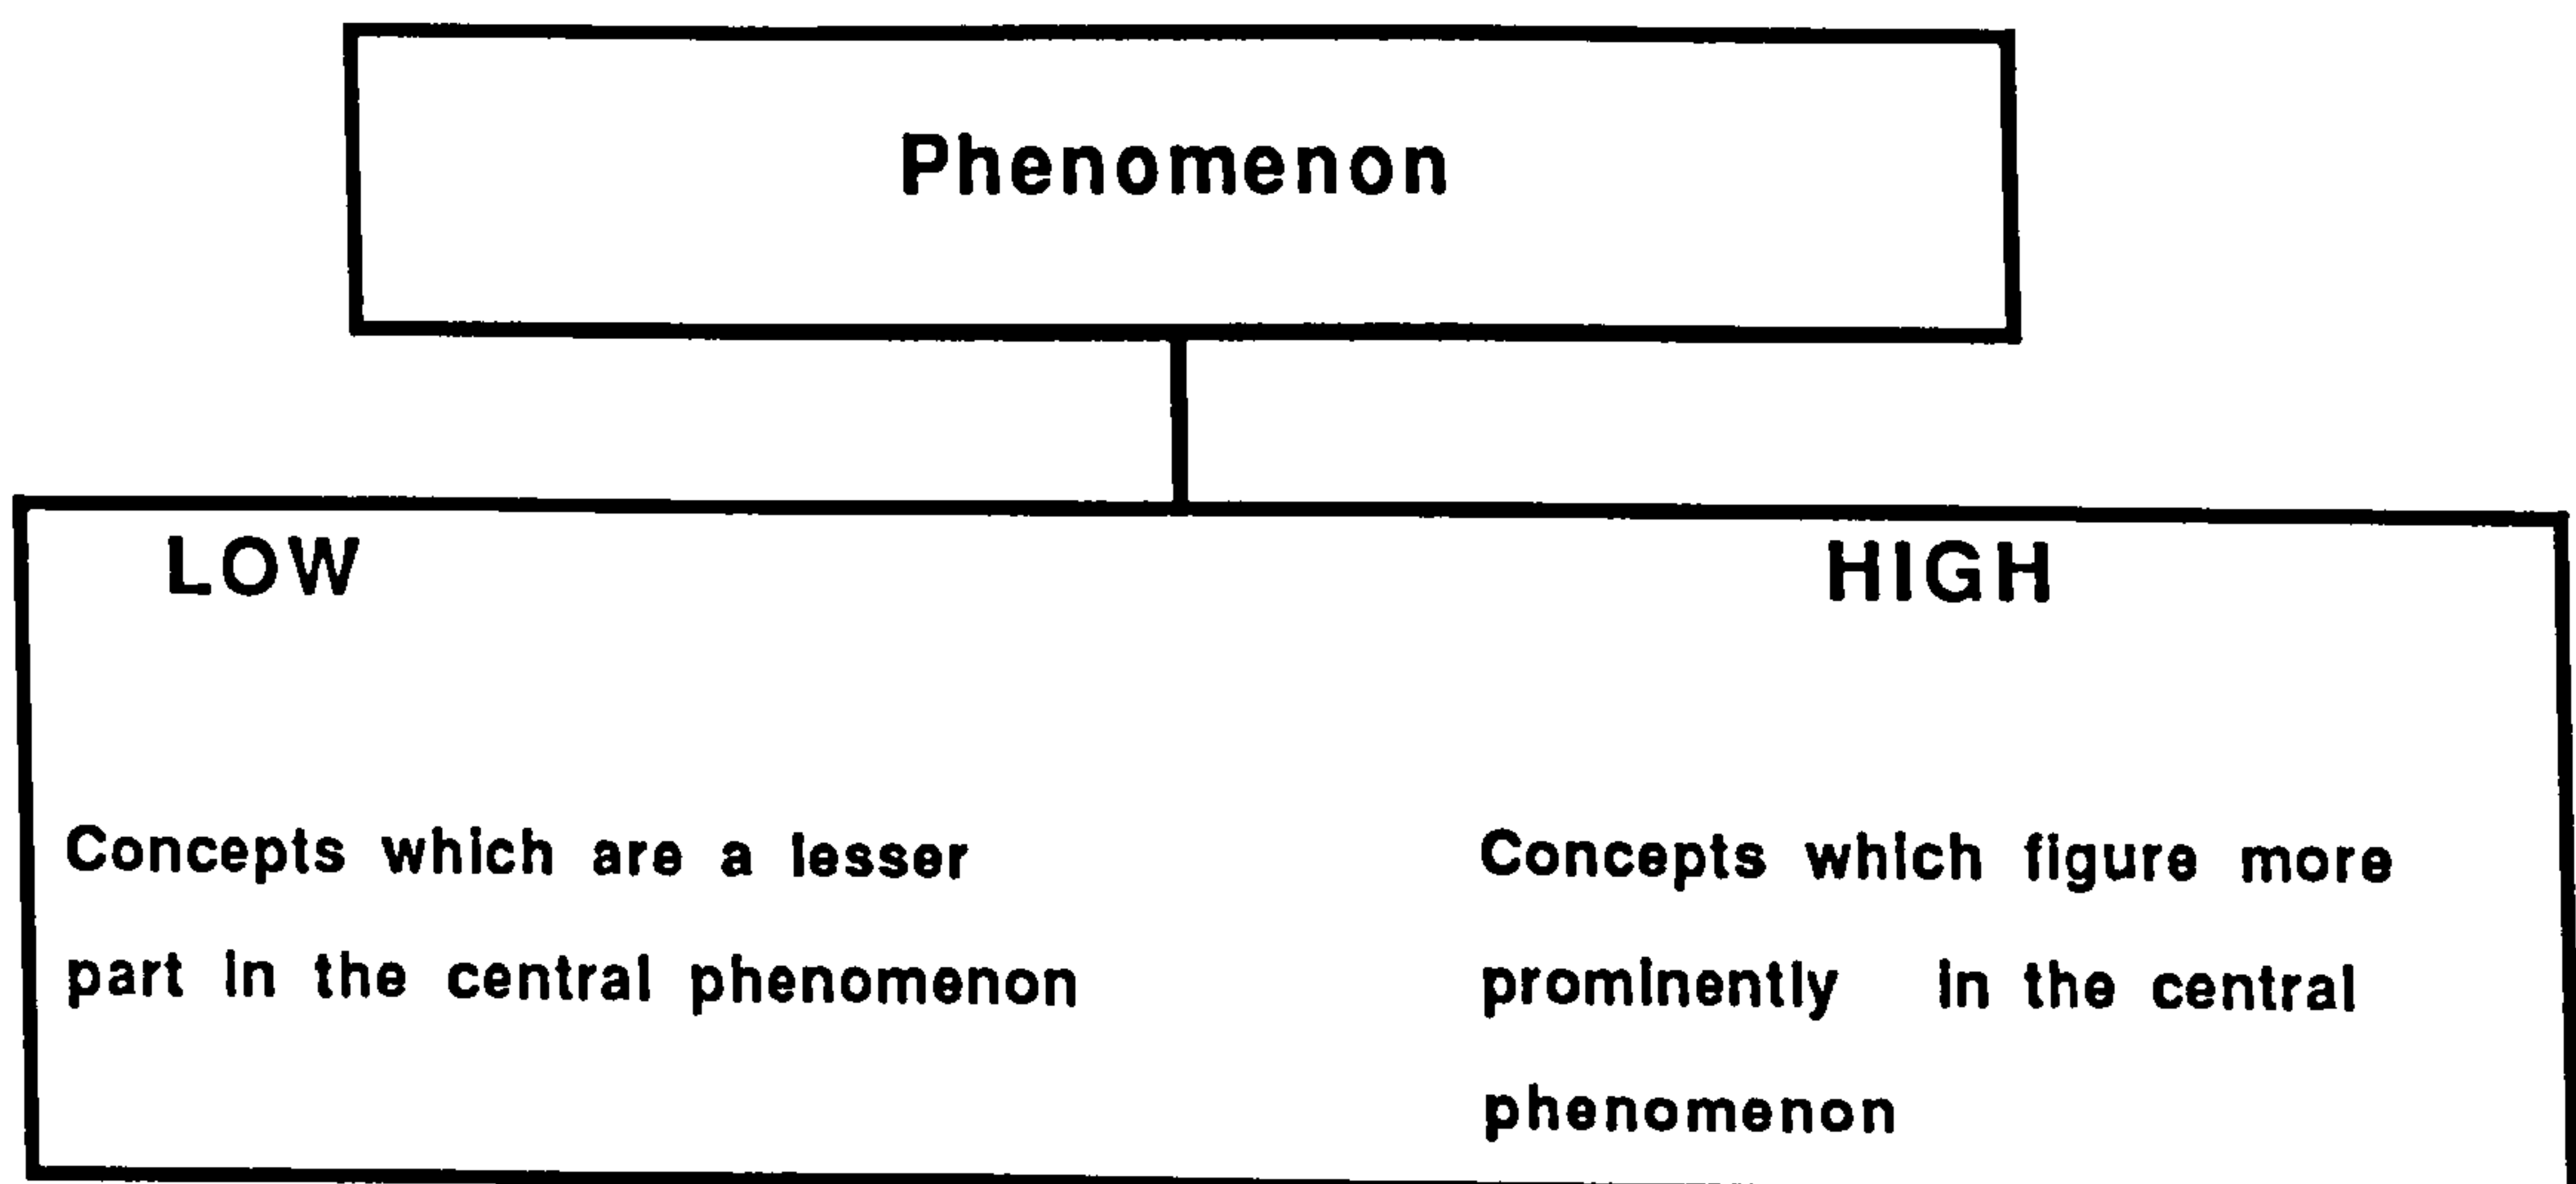 Phenomenon
LOW
HIGH
Concepts which are a lesser
part in the central phenomenon
Concepts which figure more
prominently in the central
phenomenon